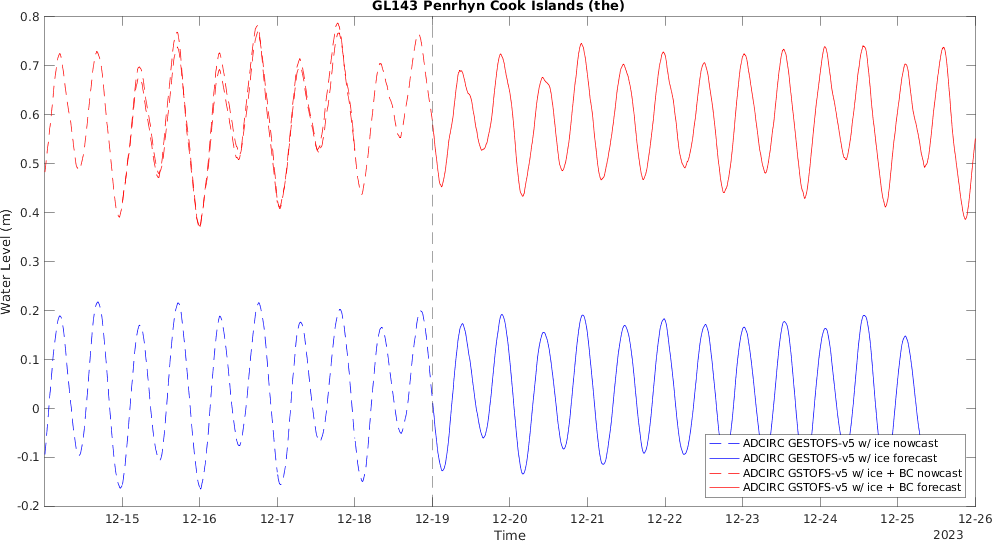 GL143 Penrhyn Cook Islands (the)
0.8
0.7
0.6
0.5
0.4
0.3
0.2
0.1
0
-0.1
-0.2
Water Level (m)
ADCIRC GESTOFS-v5 w/ ice nowcast
ADCIRC GESTOFS-v5 w/ ice forecast
ADCIRC GSTOFS-v5 w/ ice + BC nowcast
ADCIRC GSTOFS-v5 w/ ice + BC forecast
12-15 12-16 12-17 12-18 12-19 12-20 12-21 12-22 12-23 12-24 12-25 12-26
Time
2023